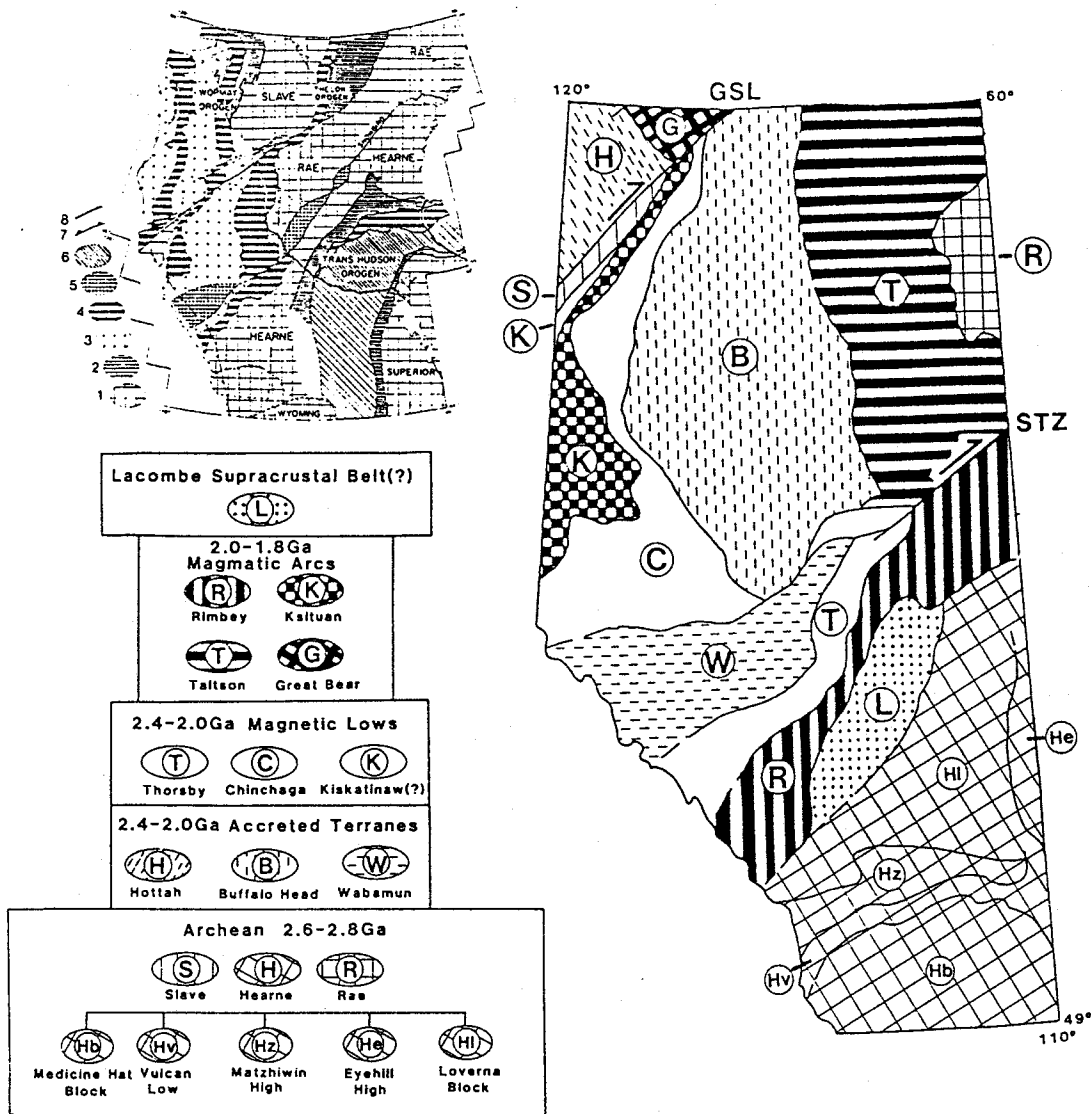 WOPMAY
OROGEN
SLAVE
THELON
OROGEN
RAE
RAE
HEARNE
TRANS HUDSON
OROGEN
HEARNE
SUPERIOR
WYOMING
8
7
6
5
4
3
2
1
120°
GSL
60°
G
H
R
S
T
K
B
STZ
K
C
T
W
L
He
R
Hl
Hz
Hv
Hb
49°
110°
Lacombe Supracrustal Belt(?)
L
2.0-1.8Ga
Magmatic Arcs
R K
Rimbey Ksituan
T G
Taltson Great Bear
2.4-2.0Ga Magnetic Lows
T C K
Thorsby Chinchaga Kiskatinaw(?)
2.4-2.0Ga Accreted Terranes
H B W
Hottah Buffalo Head Wabamun
Archean 2.6-2.8Ga
S H R
Slave Hearne Rae
Hb Hv Hz He Hl
Medicine Hat Vulcan Matzhiwin Eyehill Loverna
Block Low High High Block